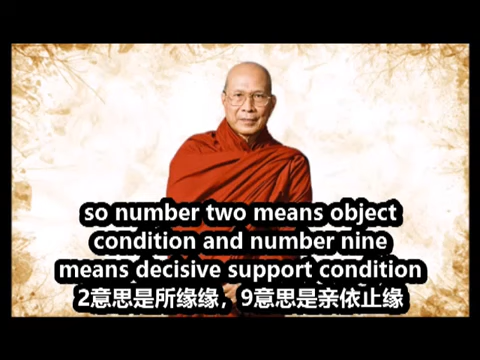 so number two means object
condition and number nine
means decisive support condition
2意思是所缘缘，9意思是亲依止缘